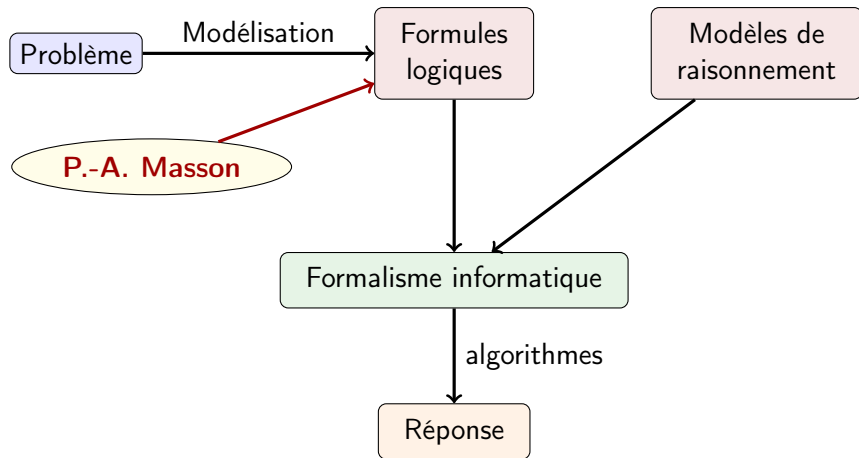 Problème
Modélisation
Formules
logiques
Modèles de
raisonnement
P.-A. Masson
Formalisme informatique
algorithmes
Réponse